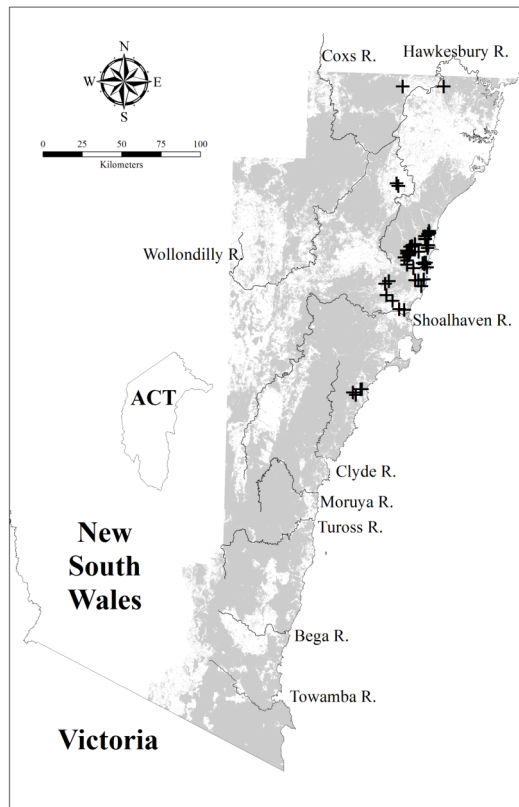 Coxs R.
Hawkesbury R.
N
W E
S
0 25 50 75 100
Kilometers
Wollondilly R.
Shoalhaven R.
ACT
Clyde R.
Moruya R.
Tuross R.
New
South
Wales
Bega R.
Towamba R.
Victoria